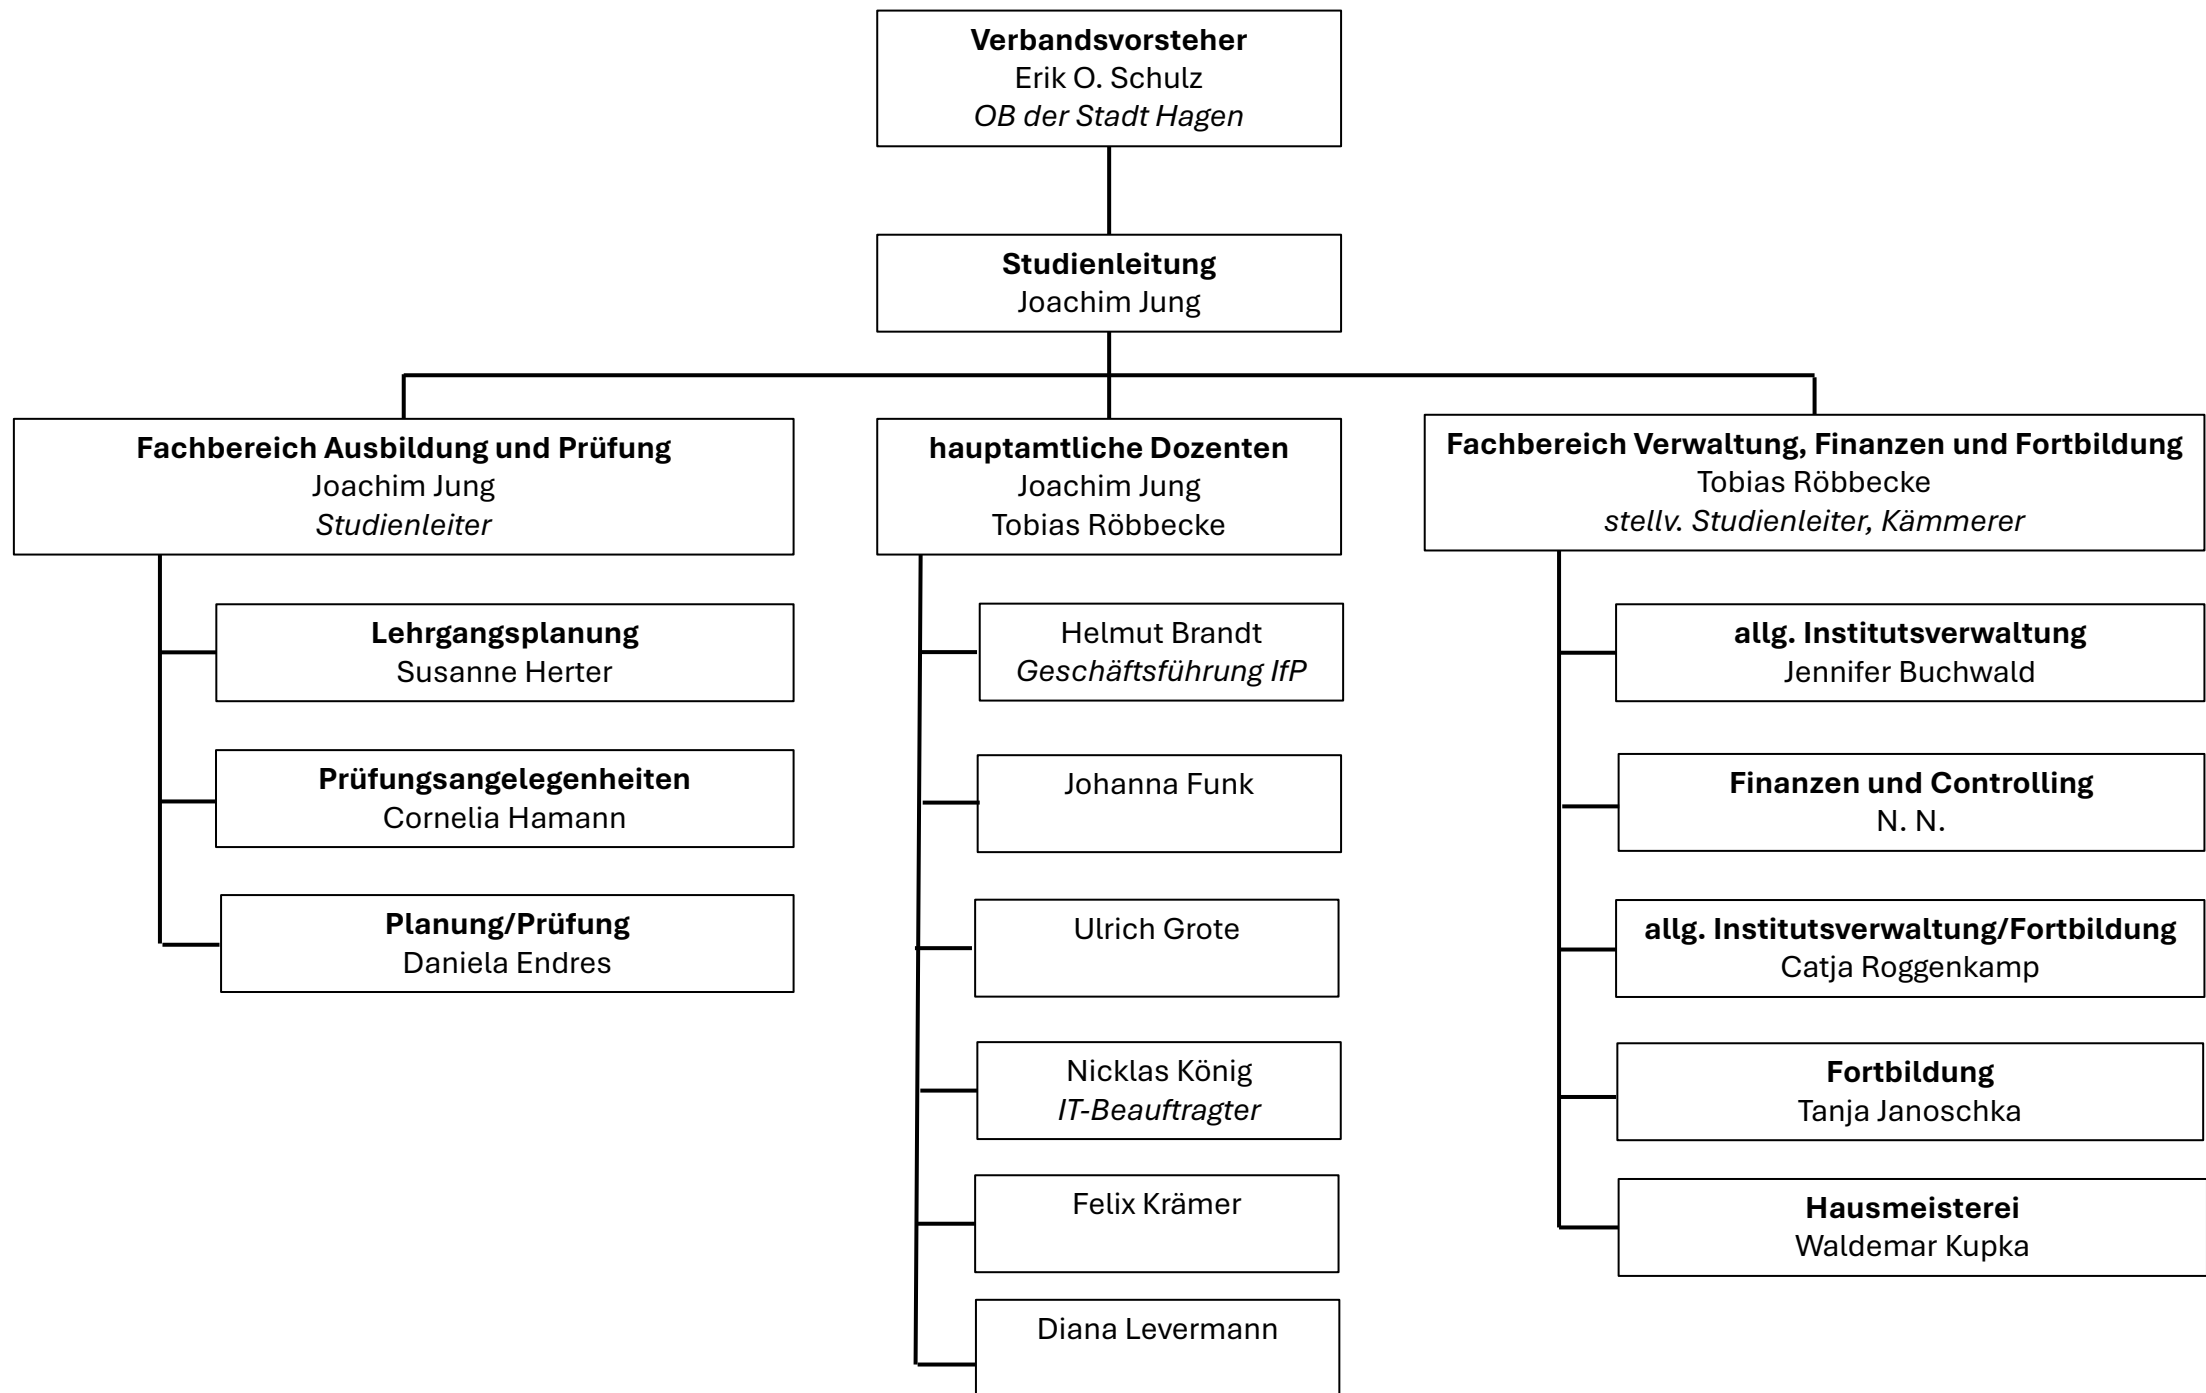 Verbandsvorsteher
Erik O. Schulz
OB der Stadt Hagen
Studienleitung
Joachim Jung
Fachbereich Ausbildung und Prüfung
Joachim Jung
Studienleiter
Lehrgangsplanung
Susanne Herter
Prüfungsangelegenheiten
Cornelia Hamann
Planung/Prüfung
Daniela Endres
hauptamtliche Dozenten
Joachim Jung
Tobias Röbbecke
Helmut Brandt
Geschäftsführung IfP
Johanna Funk
Ulrich Grote
Nicklas König
IT-Beauftragter
Felix Krämer
Diana Levermann
Fachbereich Verwaltung, Finanzen und Fortbildung
Tobias Röbbecke
stellv. Studienleiter, Kämmerer
allg. Institutsverwaltung
Jennifer Buchwald
Finanzen und Controlling
N. N.
allg. Institutsverwaltung/Fortbildung
Catja Roggenkamp
Fortbildung
Tanja Janoschka
Hausmeisterei
Waldemar Kupka